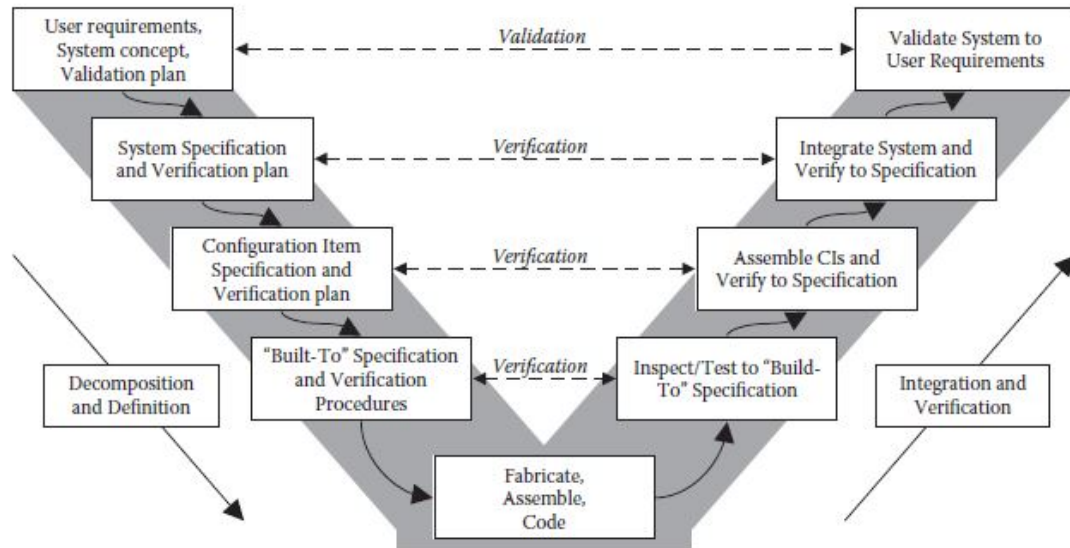 User requirements,
System concept,
Validation plan
Validation
Validate System to
User Requirements
System Specification
and Verification plan
Verification
Integrate System and
Verify to Specification
Configuration Item
Specification and
Verification plan
Verification
Assemble CIs and
Verify to Specification
"Built-To" Specification
and Verification
Procedures
Verification
Inspect/Test to "Build-
To" Specification
Decomposition
and Definition
Integration and
Verification
Fabricate,
Assemble,
Code